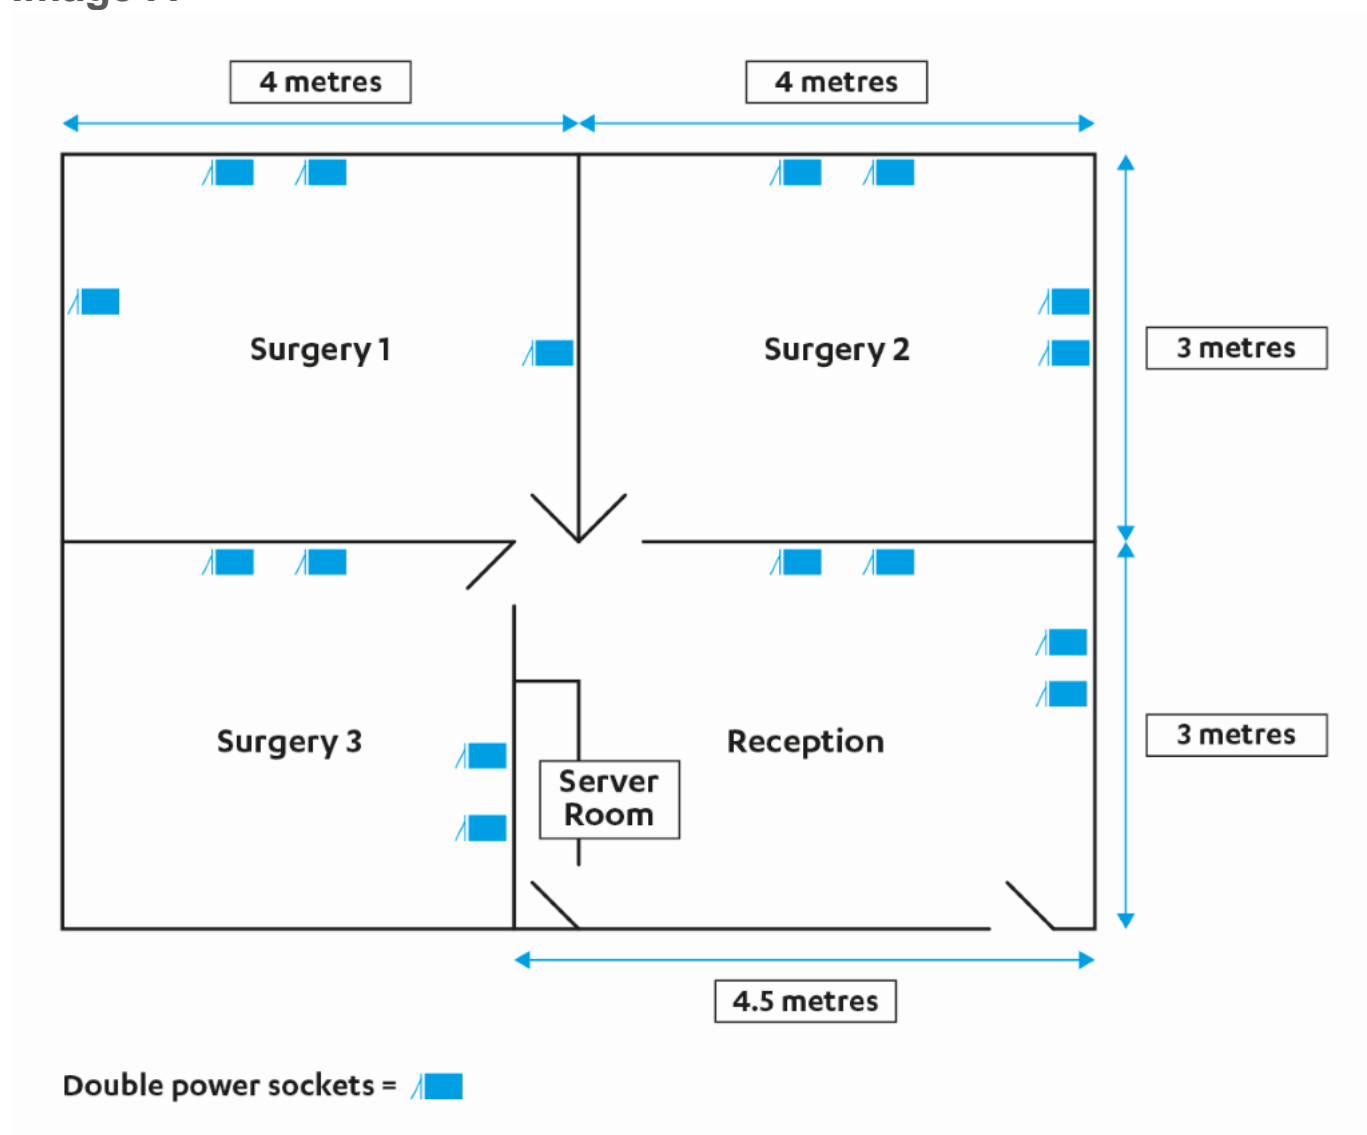 4 metres
4 metres
Surgery 1
Surgery 2
3 metres
Surgery 3
Reception
3 metres
Server
Room
4.5 metres
Double power sockets =